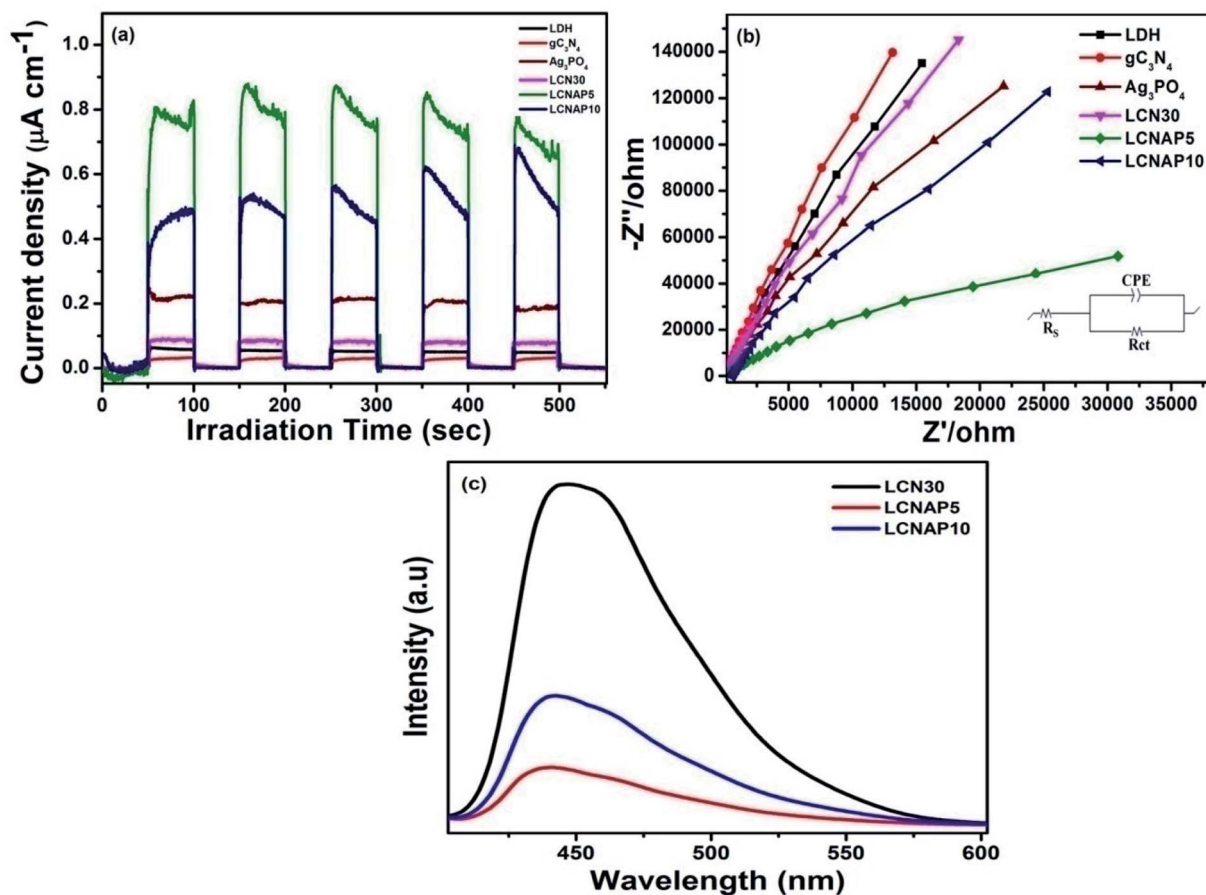 (a)
LDH
gC₃N₄
Ag₃PO₄
LCN30
LCNAP5
LCNAP10
1.0
0.8
0.6
0.4
0.2
0.0
Current density (µA cm⁻¹)
0 100 200 300 400 500
Irradiation Time (sec)
(b)
LDH
gC₃N₄
Ag₃PO₄
LCN30
LCNAP5
LCNAP10
140000
120000
100000
80000
60000
40000
20000
0
-Z''/ohm
CPE
Rs
Rct
5000 10000 15000 20000 25000 30000 35000
Z'/ohm
(c)
LCN30
LCNAP5
LCNAP10
Intensity (a.u)
450 500 550 600
Wavelength (nm)